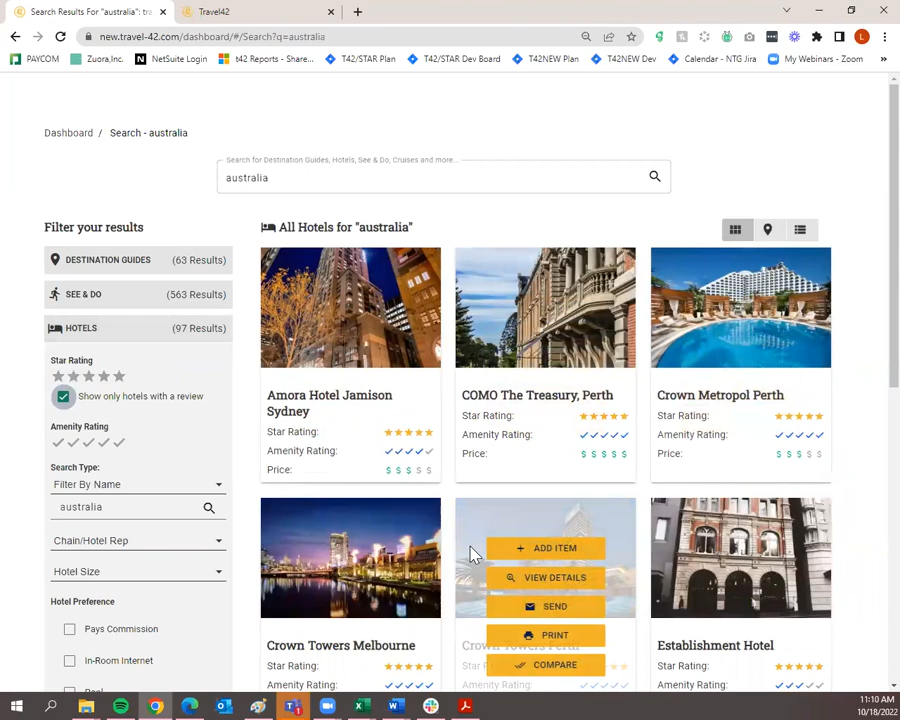 Search Results For "australia": tra
Travel42
new.travel-42.com/dashboard/#/Search?q=australia
PAYCOM
Zuora,Inc.
NetSuite Login
t42 Reports - Share...
T42/STAR Plan
T42/STAR Dev Board
T42NEW Plan
T42/New Dev
Calendar - NTG Jira
My Webinars - Zoom
Dashboard / Search - australia
Search for Destination Guides, Hotels, See & Do, Cruises and more...
australia
Filter your results
All Hotels for "australia"
DESTINATION GUIDES (63 Results)
SEE & DO (563 Results)
HOTELS (97 Results)
Star Rating
Show only hotels with a review
Amenity Rating
Search Type:
Filter By Name
australia
Chain/Hotel Rep
Hotel Size
Hotel Preference
Pays Commission
In-Room Internet
Amora Hotel Jamison
Sydney
Star Rating:
Amenity Rating:
Price: $ $ $ $ $
COMO The Treasury, Perth
Star Rating:
Amenity Rating:
Price: $ $ $ $ $
Crown Metropol Perth
Star Rating:
Amenity Rating:
Price: $ $ $ $ $
Crown Towers Melbourne
Star Rating:
Amenity Rating:
ADD ITEM
VIEW DETAILS
SEND
PRINT
COMPARE
Crown Towers Perth
Star Rating:
Establishment Hotel
Star Rating:
Amenity Rating:
11:10 AM
10/18/2022